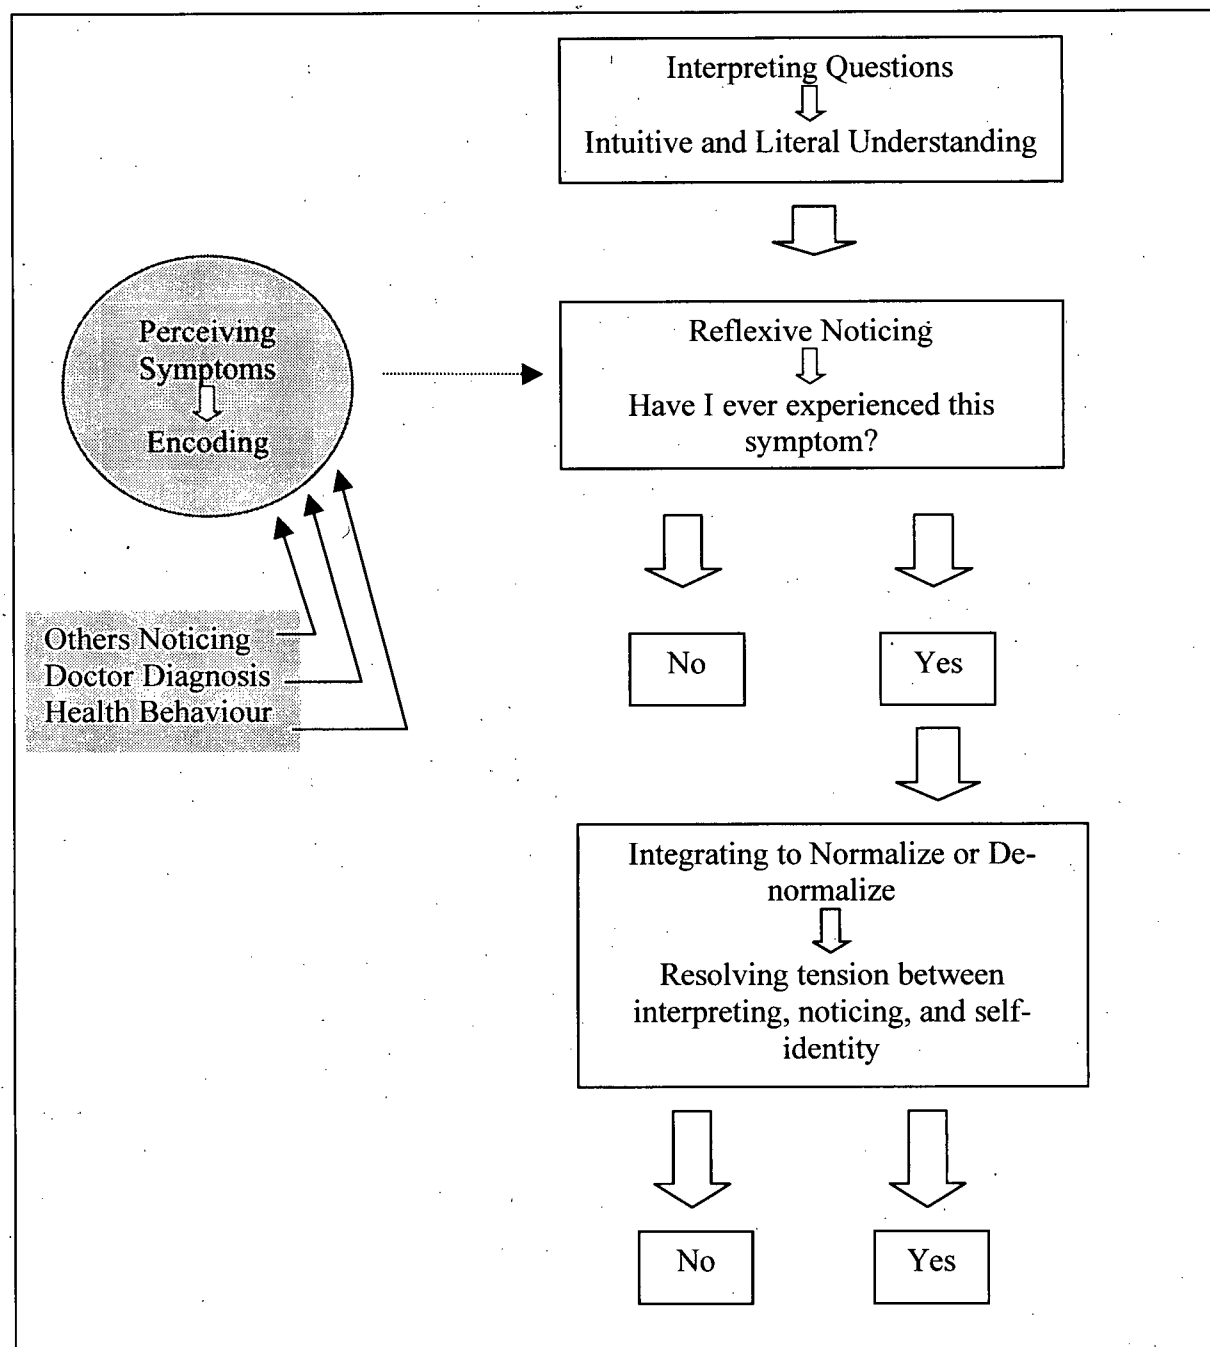 Interpreting Questions
Intuitive and Literal Understanding
Perceiving
Symptoms
Encoding
Reflexive Noticing
Have I ever experienced this
symptom?
Others Noticing
Doctor Diagnosis
Health Behaviour
No
Yes
Integrating to Normalize or De-
normalize
Resolving tension between
interpreting, noticing, and self-
identity
No
Yes